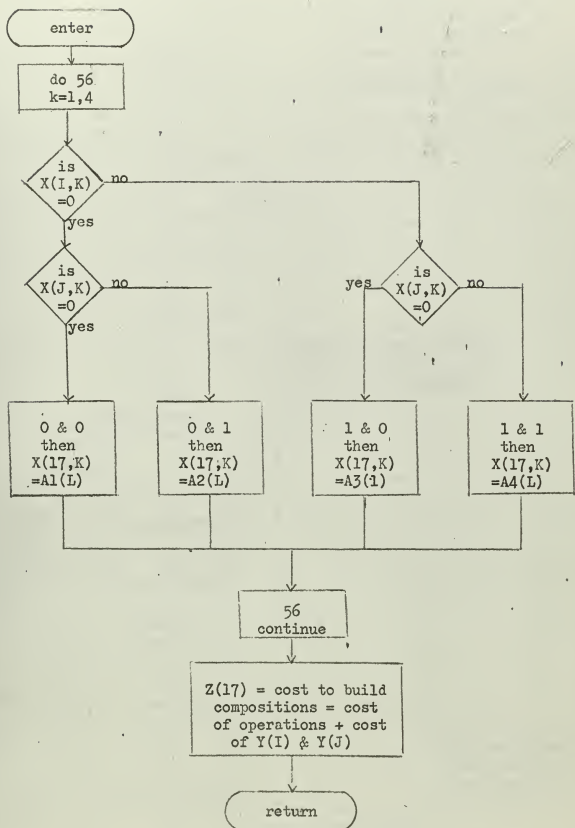 enter
do 56
k=1,4
is
X(I,K)
=0
no
yes
is
X(J,K)
=0
no
yes
is
X(J,K)
=0
yes
no
0 & 0
then
X(17,K)
=A1(L)
0 & 1
then
X(17,K)
=A2(L)
1 & 0
then
X(17,K)
=A3(1)
1 & 1
then
X(17,K)
=A4(L)
56
continue
Z(17) = cost to build
compositions = cost
of operations + cost
of Y(I) & Y(J)
return